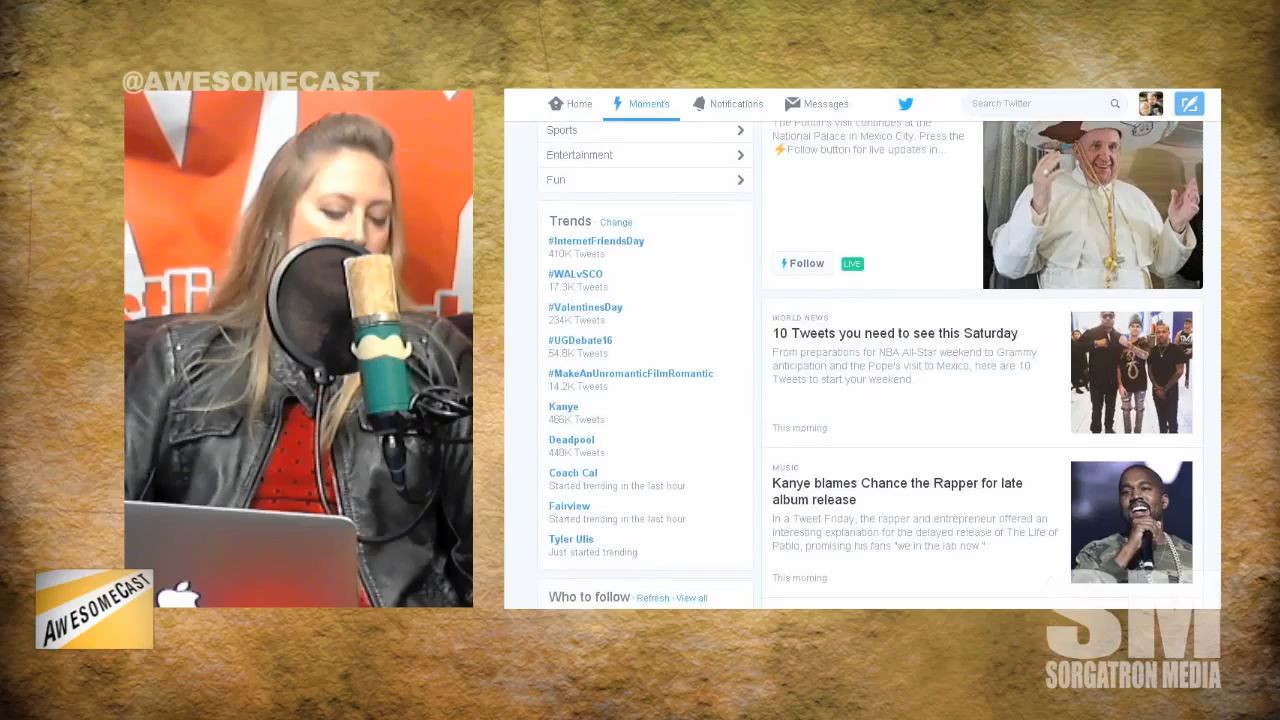 @AWESOMECAST
Home
Moments
Notifications
Messages
Search Twitter
Sports
Entertainment
Fun
Trends · Change
#InternetFriendsDay
410K Tweets
#WALvSCO
17.3K Tweets
#ValentinesDay
234K Tweets
#UGDebate16
54.8K Tweets
#MakeAnUnromanticFilmRomantic
14.2K Tweets
Kanye
466K Tweets
Deadpool
448K Tweets
Coach Cal
Started trending in the last hour
Fairview
Started trending in the last hour
Tyler Ulis
Just started trending
Who to follow · Refresh · View all
The Pontiff's visit continues at the
National Palace in Mexico City. Press the
⚡Follow button for live updates in...
Follow
LIVE
WORLD NEWS
10 Tweets you need to see this Saturday
From preparations for NBA All-Star weekend to Grammy
anticipation and the Pope's visit to Mexico, here are 10
Tweets to start your weekend.
This morning
MUSIC
Kanye blames Chance the Rapper for late
album release
In a Tweet Friday, the rapper and entrepreneur offered an
interesting explanation for the delayed release of The Life of
Pablo, promising his fans "we in the lab now."
This morning
AWESOMECAST
SM
SORGATRON MEDIA